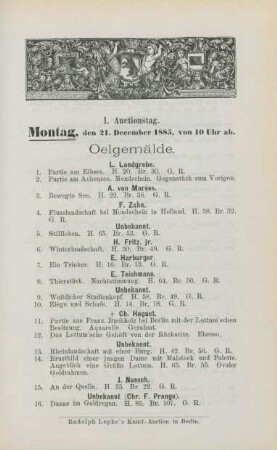 I. Auctionstag.
Montag, den 21. December 1885, von 10 Uhr ab.
Oelgemälde.
L. Landgrebe.
1. Partie am Eibsee. H. 20. Br. 30. G. R.
2. Partie am Achensee. Mondschein. Gegenstück zum Vorigen.
A. von Marées.
3. Bewegte See. H. 22. Br. 38. G. R.
F. Zahn.
4. Flusslandschaft bei Mondschein in Holland. H. 38. Br. 32.
G. R.
Unbekannt.
5. Stillleben. H. 65. Br. 53. G. R.
H. Fritz, jr.
6. Winterlandschaft. H. 30. Br. 49. G. R.
E. Harburger.
7. Ein Trinker. H. 16. Br. 13. G. R.
E. Teichmans.
8. Thierstück. Nachtstimmung. H. 64. Br. 50. G. R.
Unbekannt.
9. Weiblicher Studienkopf. H. 58. Br. 49. G. R.
10. Ziege und Schafe. H. 14. Br. 18. G. R.
† Ch. Hoguet.
11. Partie aus Franz. Buchholz bei Berlin mit der Lottum'schen
Besitzung. Aquarelle. Gerahmt.
12. Das Lottum'sche Gehöft von der Rückseite. Ebenso.
Unbekannt.
13. Rheinlandschaft mit einer Burg. H. 42. Br. 56. G. R.
14. Brustbild einer jungen Dame mit Malstock und Palette.
Angeblich eine Gräfin Lottum. H. 65. Br. 55. Ovaler
Goldrahmen.
J. Nuesch.
15. An der Quelle. H. 35. Br. 24. G. R.
Unbekannt (Chr. F. Prange).
16. Danae im Goldregen. H. 85. Br. 107. G. R.
Rudolph Lepke's Kunst-Auction in Berlin.